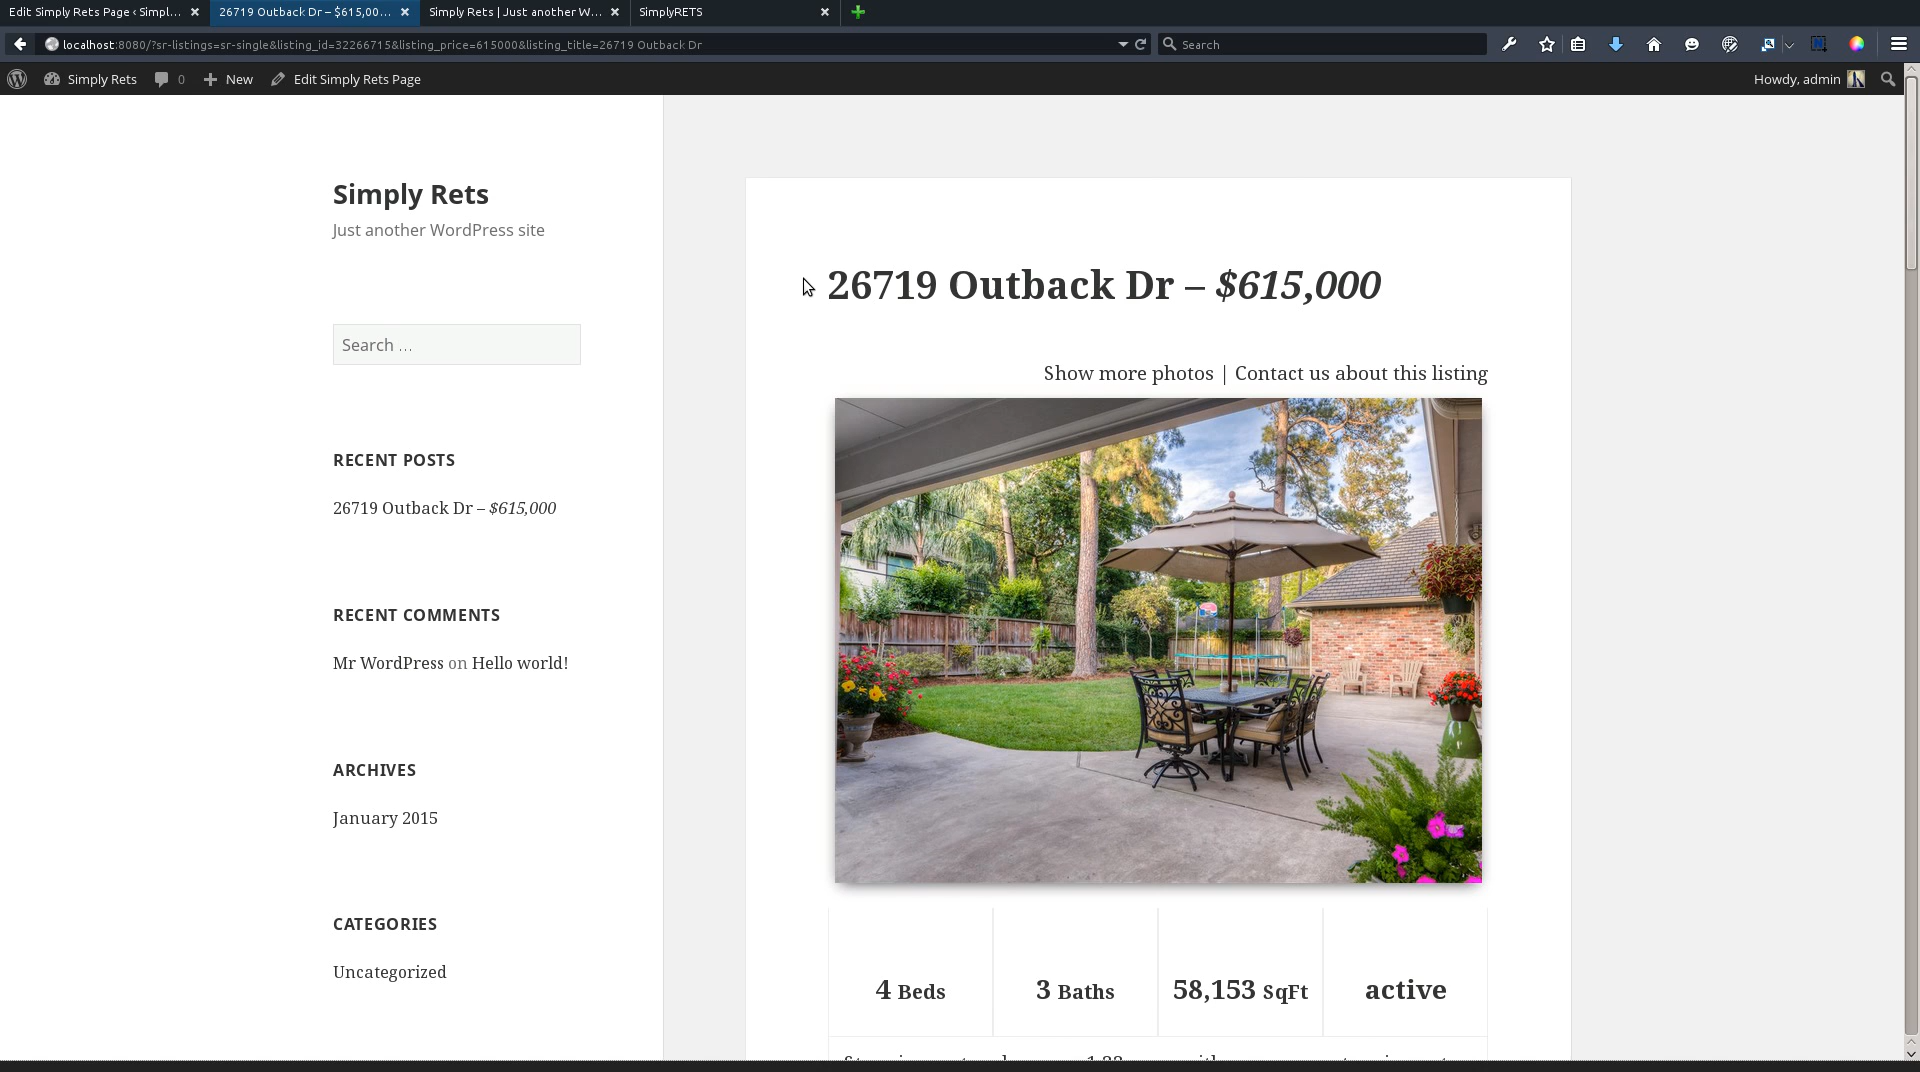 Edit Simply Rets Page ‹ Simpl...
26719 Outback Dr – $615,00...
Simply Rets | Just another W...
SimplyRETS
localhost:8080/?sr-listings=sr-single&listing_id=32266715&listing_price=615000&listing_title=26719 Outback Dr
Search
Simply Rets
0
New
Edit Simply Rets Page
Howdy, admin
Simply Rets
Just another WordPress site
Search …
RECENT POSTS
26719 Outback Dr – $615,000
RECENT COMMENTS
Mr WordPress on Hello world!
ARCHIVES
January 2015
CATEGORIES
Uncategorized
26719 Outback Dr – $615,000
Show more photos | Contact us about this listing
4 Beds
3 Baths
58,153 SqFt
active